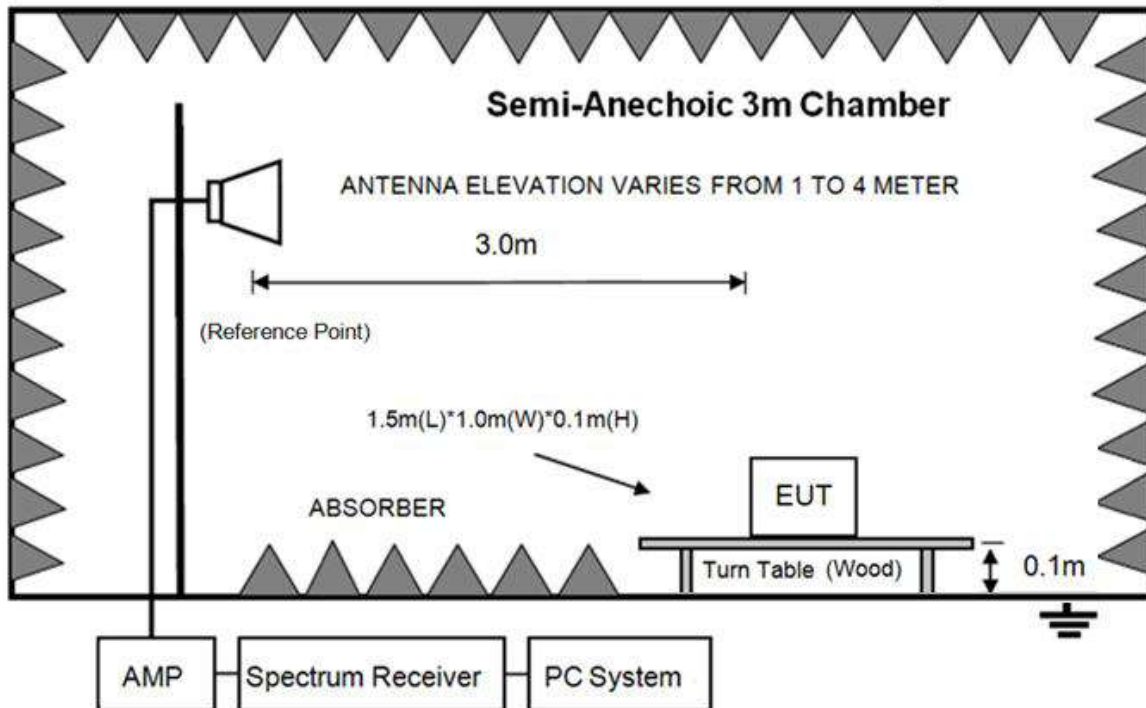 Semi-Anechoic 3m Chamber
ANTENNA ELEVATION VARIES FROM 1 TO 4 METER
3.0m
(Reference Point)
1.5m(L)*1.0m(W)*0.1m(H)
ABSORBER
EUT
Turn Table (Wood)
0.1m
AMP
Spectrum Receiver
PC System